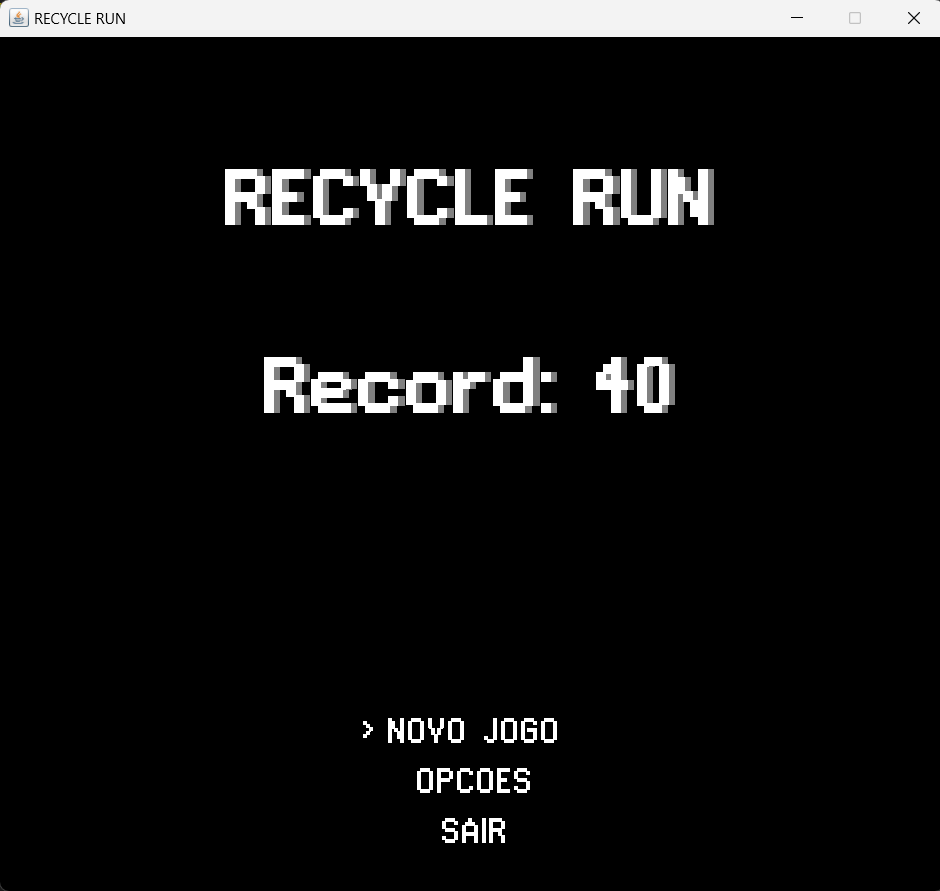 RECYCLE RUN
RECYCLE RUN
Record: 40
> NOVO JOGO
OPCOES
SAIR